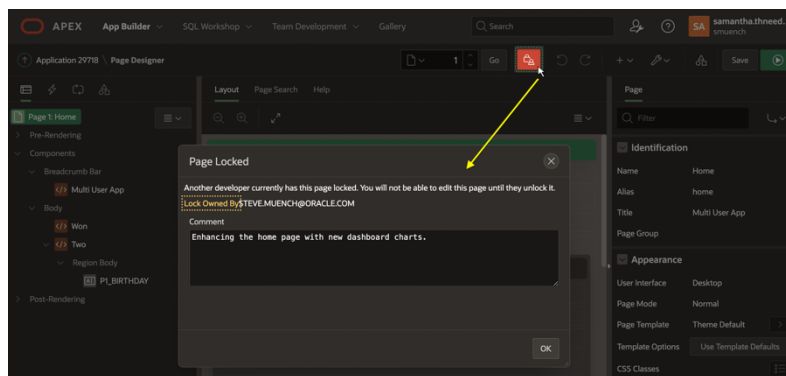 APEX App Builder SQL Workshop Team Development Gallery Search SA samantha.thneed.
smuench
Application 29718 \ Page Designer 1 Go Save
Layout Page Search Help Page
Page 1: Home Filter
Pre-Rendering
Components
Breadcrumb Bar
Multi User App
Body
Won
Two
Region Body
P1_BIRTHDAY
Post-Rendering
Page Locked
Another developer currently has this page locked. You will not be able to edit this page until they unlock it.
Lock Owned By STEVE.MUENCH@ORACLE.COM
Comment
Enhancing the home page with new dashboard charts.
OK
Identification
Name Home
Alias home
Title Multi User App
Page Group
Appearance
User Interface Desktop
Page Mode Normal
Page Template Theme Default
Template Options Use Template Defaults
CSS Classes